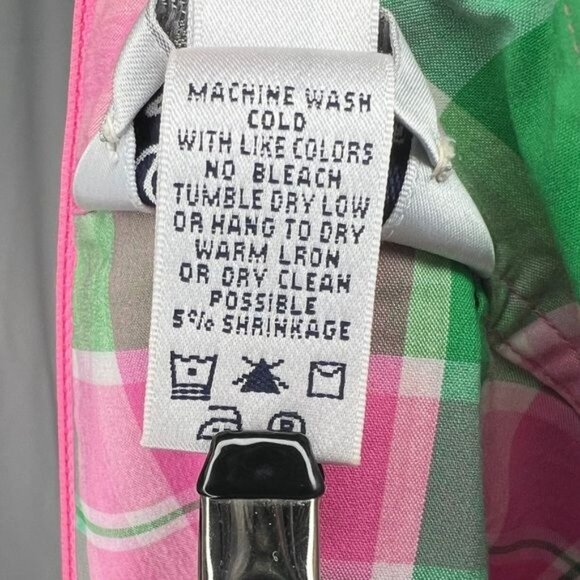 MACHINE WASH
COLD
WITH LIKE COLORS
NO BLEACH
TUMBLE DRY LOW
OR HANG TO DRY
WARM LRON
OR DRY CLEAN
POSSIBLE
5% SHRINKAGE